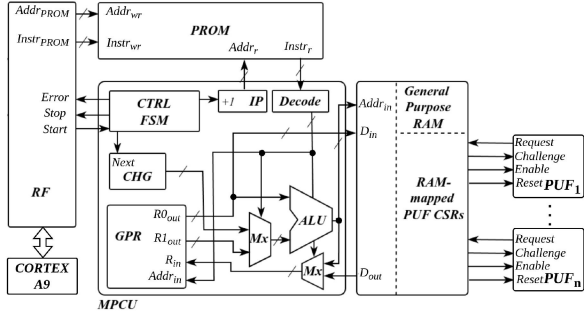 Addr_PROM
Instr_PROM
Error
Stop
Start
RF
CORTEX
A9
Addr_wr
Instr_wr
PROM
Addr_r
Instr_r
CTRL
FSM
+1 IP
Decode
Next
CHG
GPR
R0_out
R1_out
R_in
Addr_in
Mx
ALU
Mx
MPCU
Addr_in
D_in
D_out
General
Purpose
RAM
RAM-
mapped
PUF CSRs
Request
Challenge
Enable
Reset PUF_1
Request
Challenge
Enable
Reset PUF_n